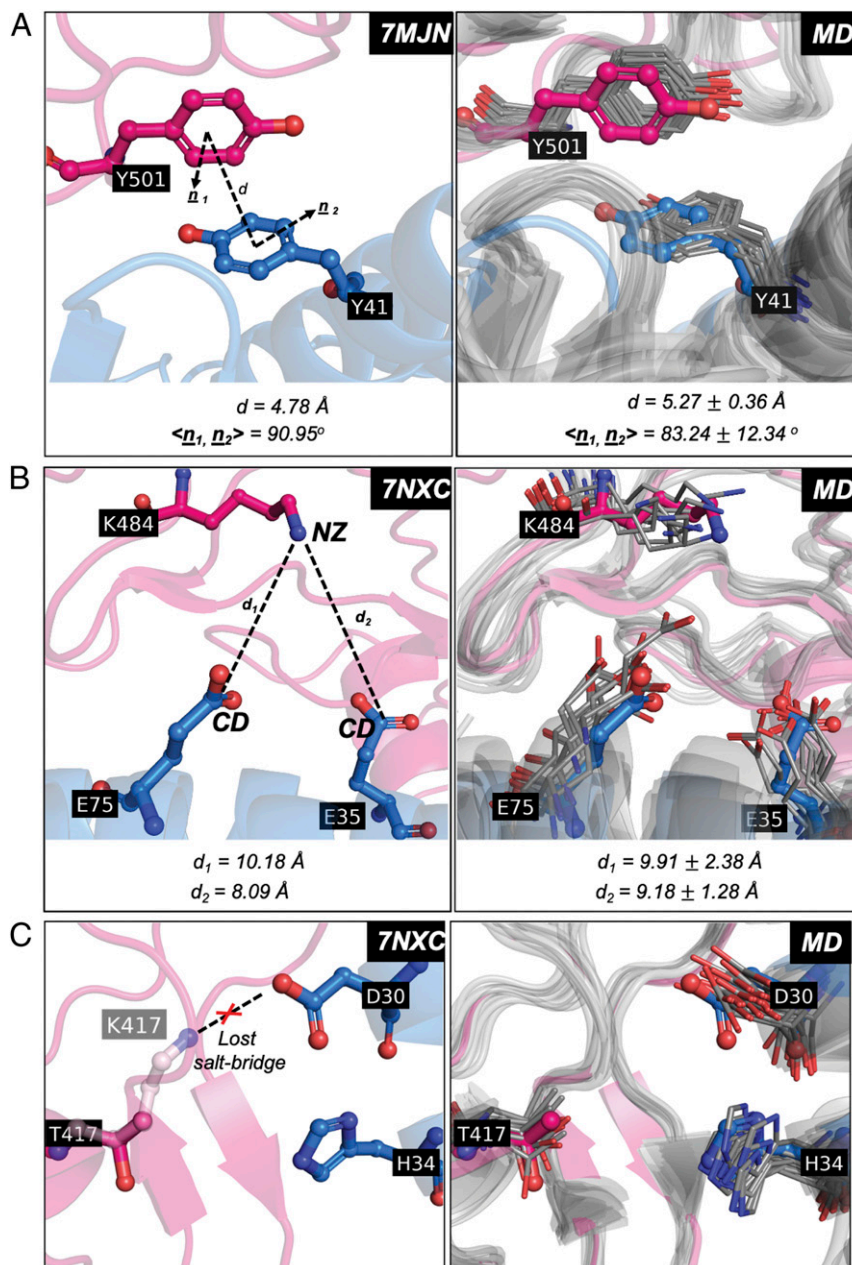 A
7MJN
MD
Y501
n1
d
n2
Y41
Y501
Y41
d = 4.78 Å
<n1, n2> = 90.95o
d = 5.27 ± 0.36 Å
<n1, n2> = 83.24 ± 12.34 o
B
7NXC
MD
K484
NZ
d1
d2
CD
CD
E75
E35
K484
E75
E35
d1 = 10.18 Å
d2 = 8.09 Å
d1 = 9.91 ± 2.38 Å
d2 = 9.18 ± 1.28 Å
C
7NXC
MD
K417
D30
Lost
salt-bridge
T417
H34
D30
T417
H34